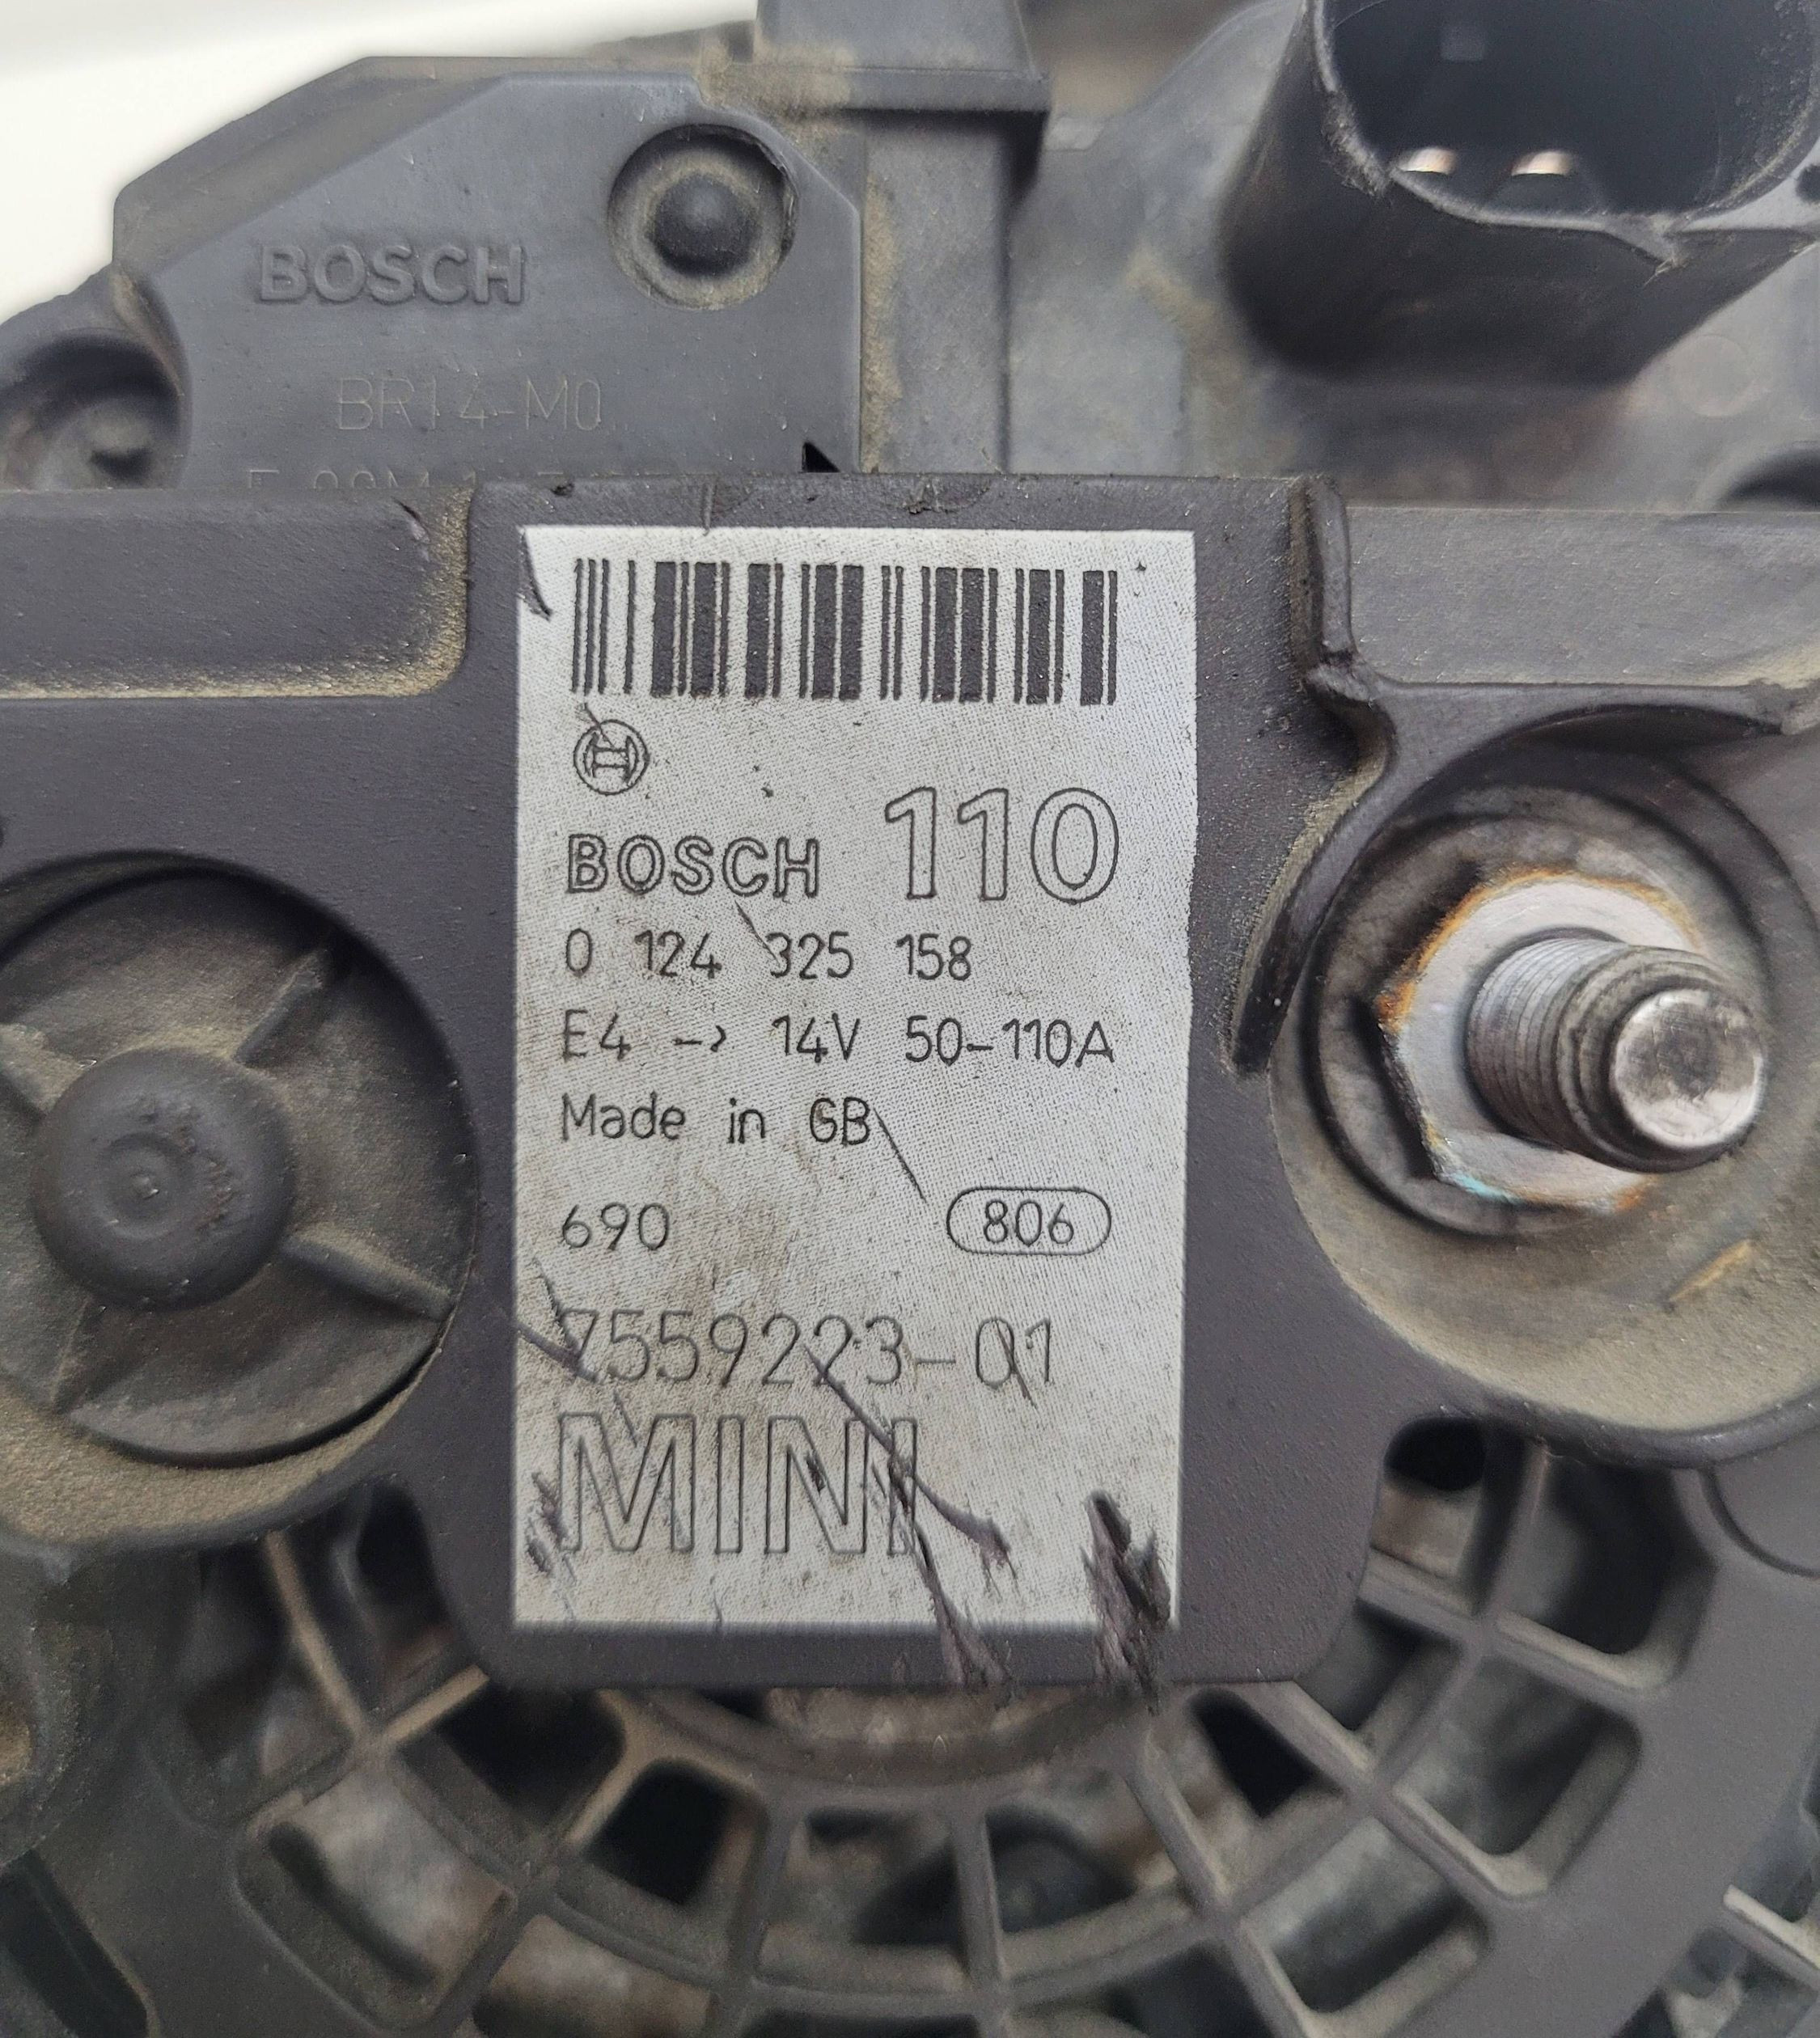 BOSCH
BR14-M0
BOSCH 110
0 124 325 158
E4 -> 14V 50-110A
Made in GB
690 806
7559223-01
MINI